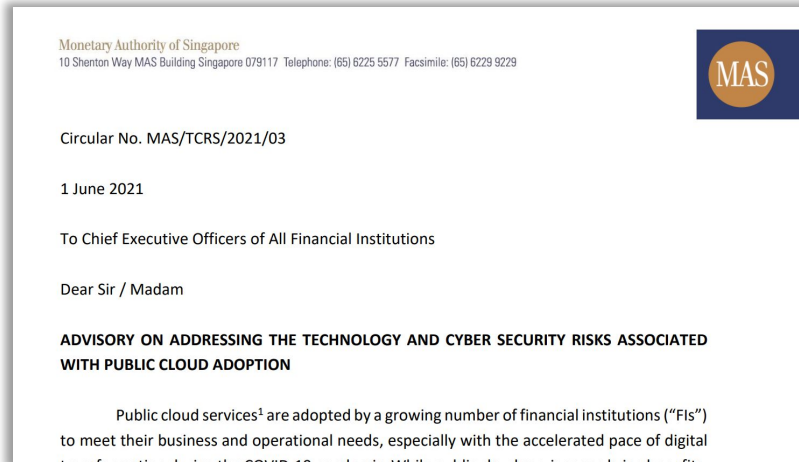 Monetary Authority of Singapore
10 Shenton Way MAS Building Singapore 079117 Telephone: (65) 6225 5577 Facsimile: (65) 6229 9229
MAS
Circular No. MAS/TCRS/2021/03
1 June 2021
To Chief Executive Officers of All Financial Institutions
Dear Sir / Madam
ADVISORY ON ADDRESSING THE TECHNOLOGY AND CYBER SECURITY RISKS ASSOCIATED
WITH PUBLIC CLOUD ADOPTION
Public cloud services¹ are adopted by a growing number of financial institutions (“FIs”)
to meet their business and operational needs, especially with the accelerated pace of digital